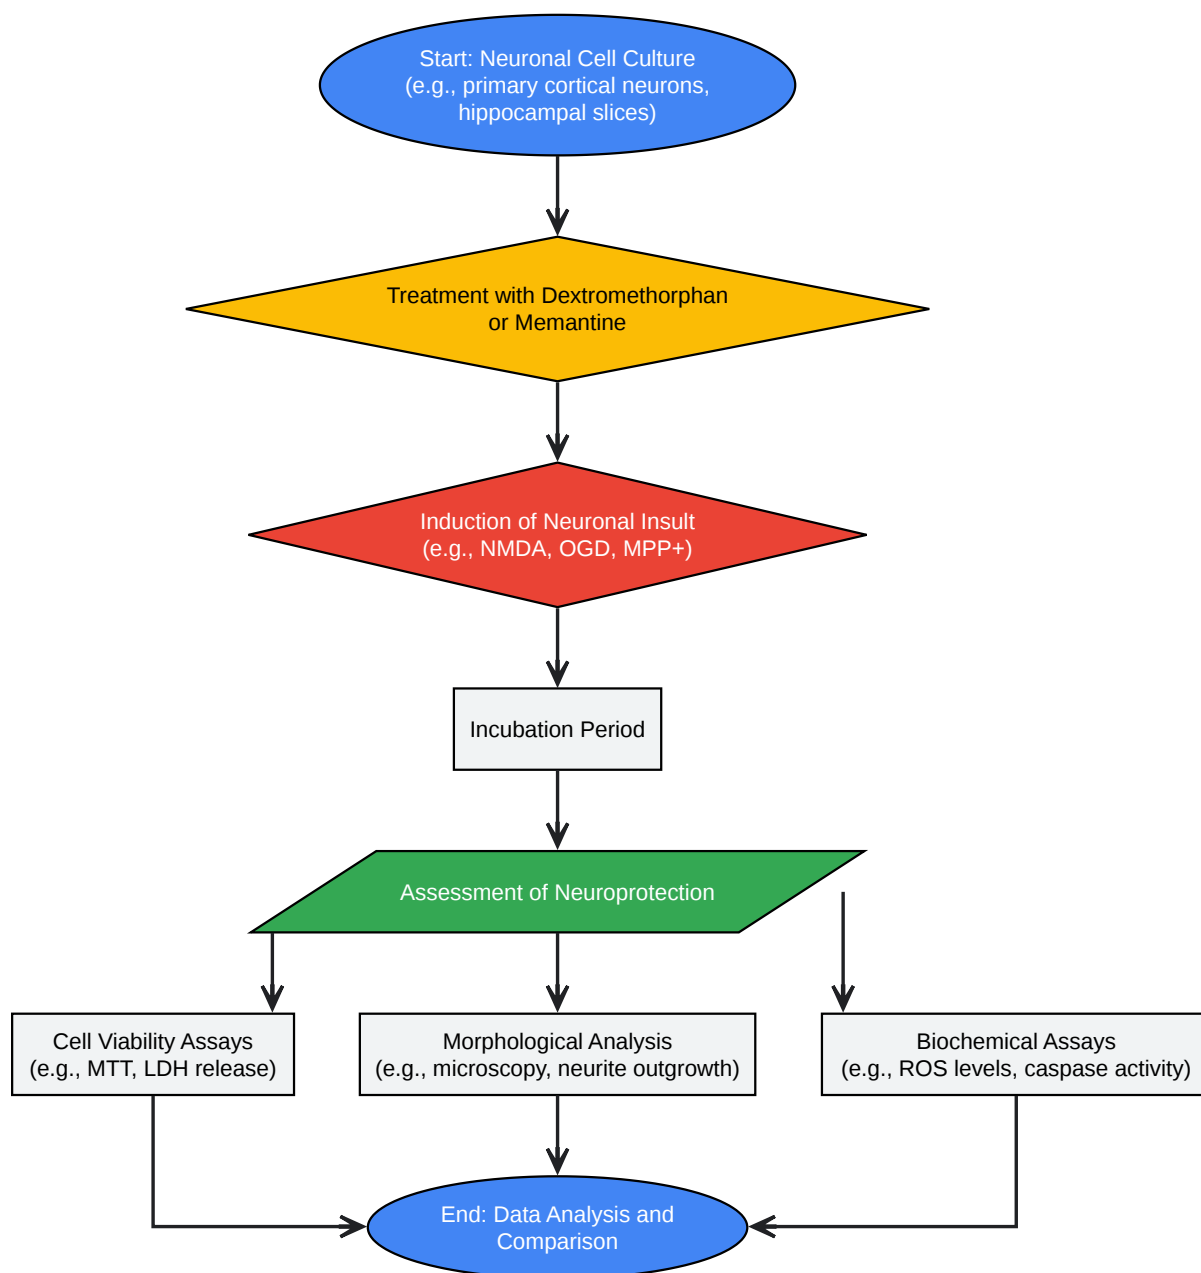 Start: Neuronal Cell Culture
(e.g., primary cortical neurons,
hippocampal slices)
Treatment with Dextromethorphan
or Memantine
Induction of Neuronal Insult
(e.g., NMDA, OGD, MPP+)
Incubation Period
Assessment of Neuroprotection
Cell Viability Assays
(e.g., MTT, LDH release)
Morphological Analysis
(e.g., microscopy, neurite outgrowth)
Biochemical Assays
(e.g., ROS levels, caspase activity)
End: Data Analysis and
Comparison